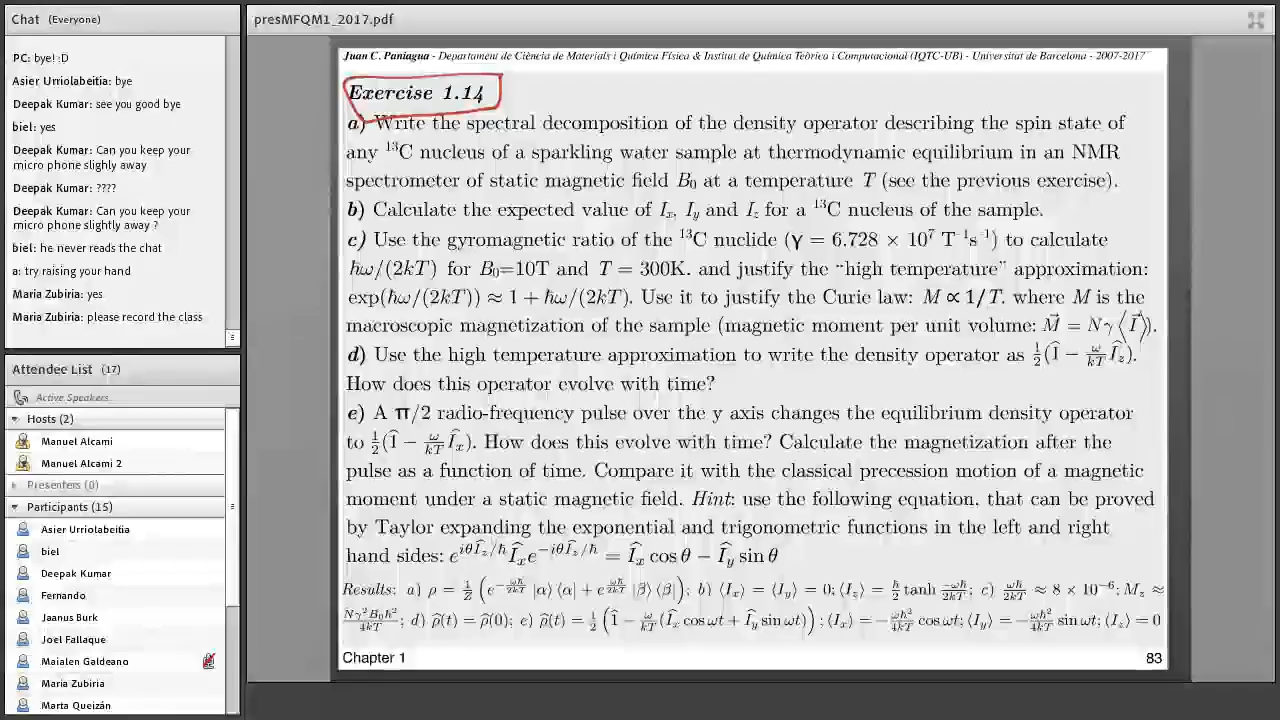 Chat (Everyone)
PC: bye! :D
Asier Urriolabeitia: bye
Deepak Kumar: see you good bye
biel: yes
Deepak Kumar: Can you keep your
micro phone slighly away
Deepak Kumar: ????
Deepak Kumar: Can you keep your
micro phone slighly away ?
biel: he never reads the chat
a: try raising your hand
Maria Zubiria: yes
Maria Zubiria: please record the class
Attendee List (17)
Active Speakers
Hosts (2)
Manuel Alcami
Manuel Alcami 2
Presenters (0)
Participants (15)
Asier Urriolabeitia
biel
Deepak Kumar
Fernando
Jaanus Burk
Joel Fallaque
Maialen Galdeano
Maria Zubiria
Marta Queizán
presMFQM1_2017.pdf
Juan C. Paniagua - Departament de Ciència de Materials i Química Física & Institut de Química Teòrica i Computacional (IQTC-UB) - Universitat de Barcelona - 2007-2017
Exercise 1.14
a) Write the spectral decomposition of the density operator describing the spin state of
any ¹³C nucleus of a sparkling water sample at thermodynamic equilibrium in an NMR
spectrometer of static magnetic field B₀ at a temperature T (see the previous exercise).
b) Calculate the expected value of Iₓ, I_y and I_z for a ¹³C nucleus of the sample.
c) Use the gyromagnetic ratio of the ¹³C nuclide (γ = 6.728 × 10⁷ T⁻¹s⁻¹) to calculate
ħω/(2kT) for B₀=10T and T = 300K, and justify the "high temperature" approximation:
exp(ħω/(2kT)) ≈ 1 + ħω/(2kT). Use it to justify the Curie law: M ∝ 1/T, where M is the
macroscopic magnetization of the sample (magnetic moment per unit volume: M⃗ = Nγ⟨I⃗⟩).
d) Use the high temperature approximation to write the density operator as ½(1̂ − ω/kT Î_z).
How does this operator evolve with time?
e) A π/2 radio-frequency pulse over the y axis changes the equilibrium density operator
to ½(1̂ − ω/kT Îₓ). How does this evolve with time? Calculate the magnetization after the
pulse as a function of time. Compare it with the classical precession motion of a magnetic
moment under a static magnetic field. Hint: use the following equation, that can be proved
by Taylor expanding the exponential and trigonometric functions in the left and right
hand sides: e^{iθÎ_z/ħ} Îₓ e^{−iθÎ_z/ħ} = Îₓ cos θ − Î_y sin θ
Results: a) ρ = 1/Z (e^{−ωħ/2kT} |α⟩⟨α| + e^{ωħ/2kT} |β⟩⟨β|); b) ⟨Iₓ⟩ = ⟨I_y⟩ = 0; ⟨I_z⟩ = ħ/2 tanh −ωħ/2kT; c) ωħ/2kT ≈ 8 × 10⁻⁶; M_z ≈
Nγ²B₀ħ²/4kT; d) ρ̂(t) = ρ̂(0); e) ρ̂(t) = ½ (1̂ − ω/kT (Îₓ cos ωt + Î_y sin ωt)); ⟨Iₓ⟩ = −ωħ²/4kT cos ωt; ⟨I_y⟩ = −ωħ²/4kT sin ωt; ⟨I_z⟩ = 0
Chapter 1
83